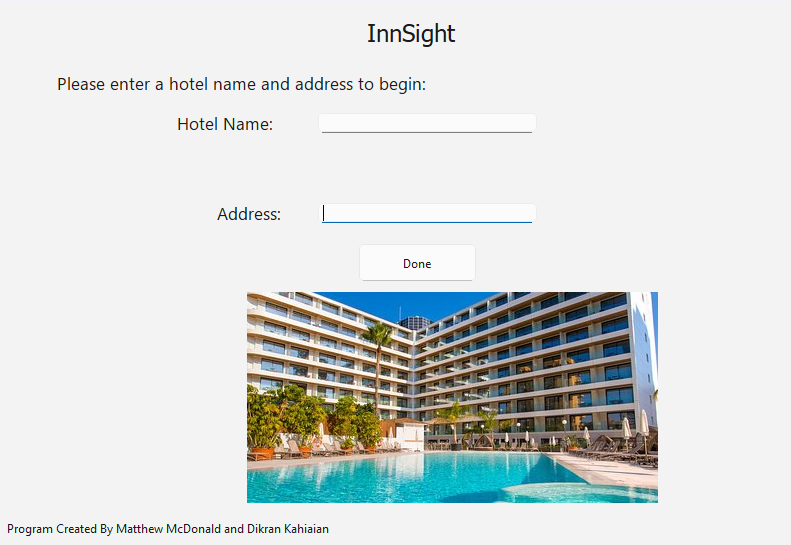 InnSight
Please enter a hotel name and address to begin:
Hotel Name:
Address:
Done
Program Created By Matthew McDonald and Dikran Kahiaian